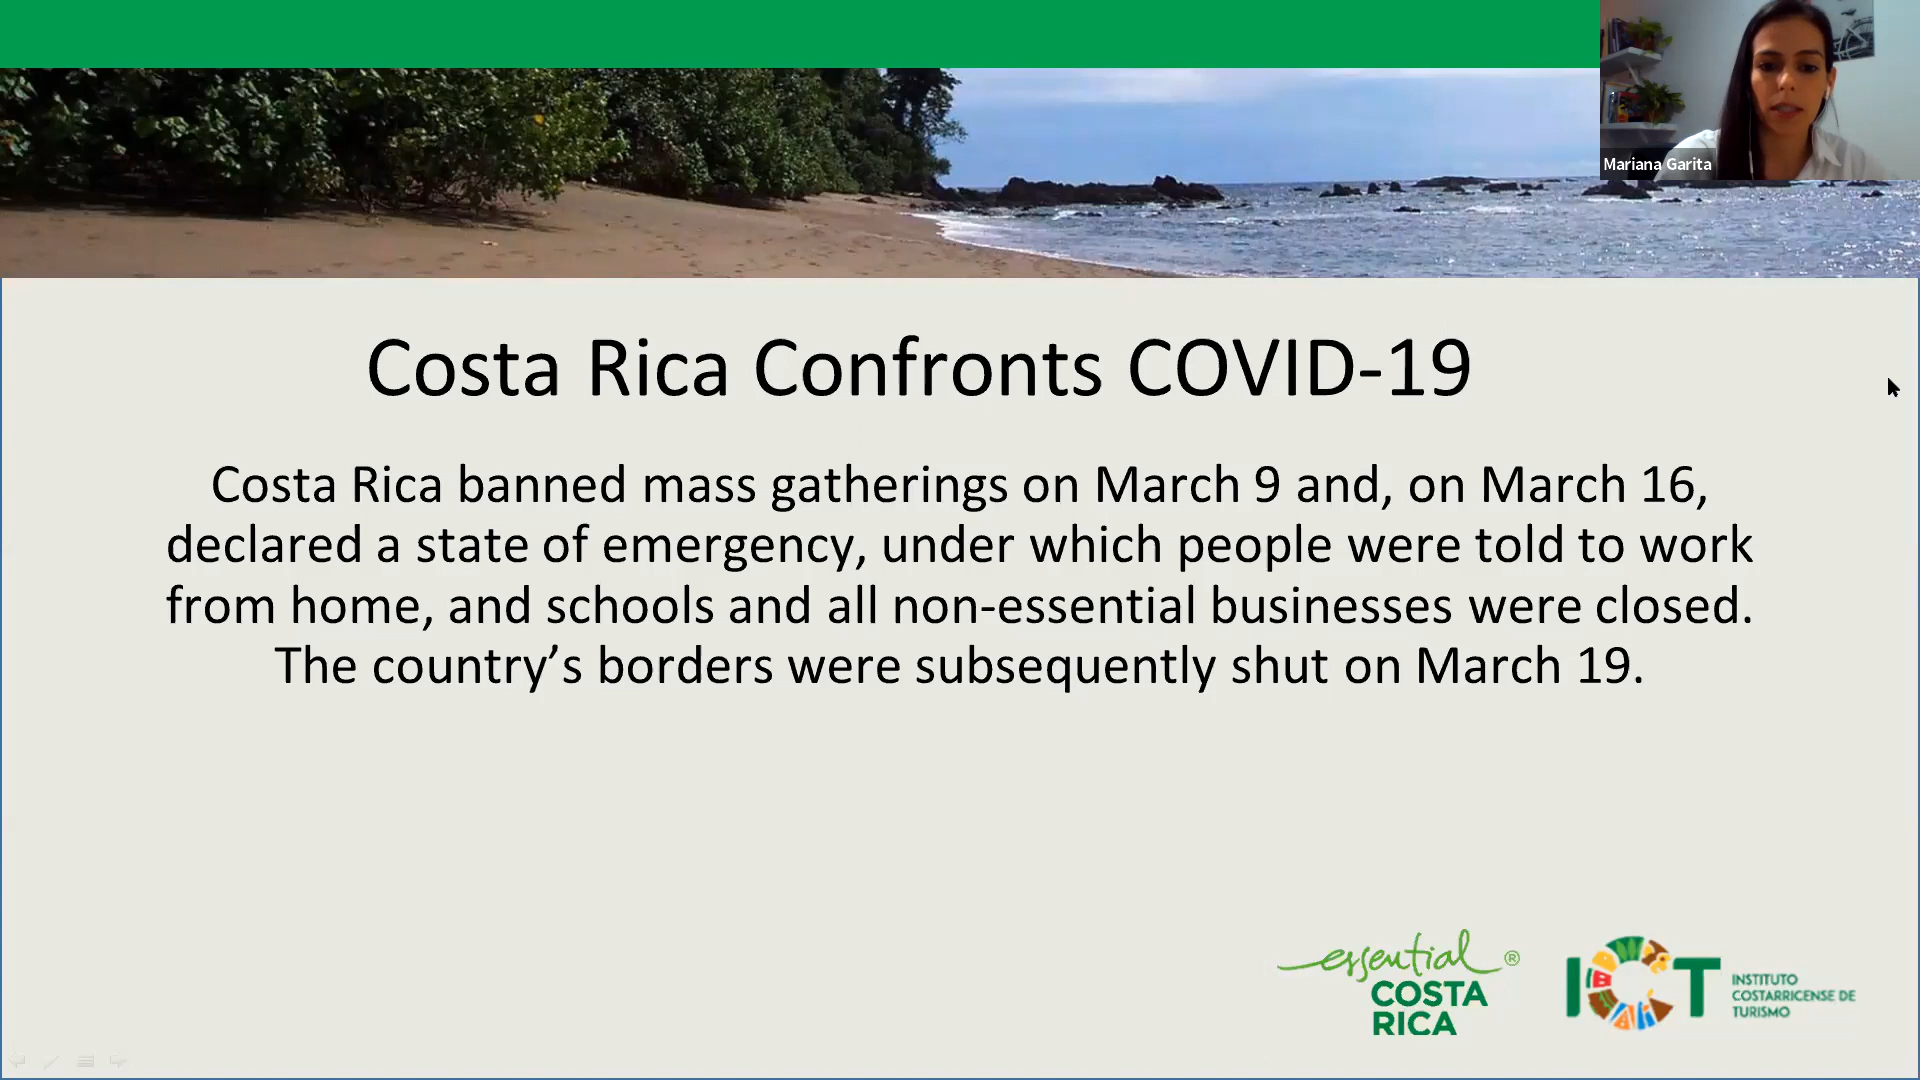 Mariana Garita
Costa Rica Confronts COVID-19
Costa Rica banned mass gatherings on March 9 and, on March 16,
declared a state of emergency, under which people were told to work
from home, and schools and all non-essential businesses were closed.
The country’s borders were subsequently shut on March 19.
essential ®
COSTA
RICA
ICT
INSTITUTO
COSTARRICENSE DE
TURISMO